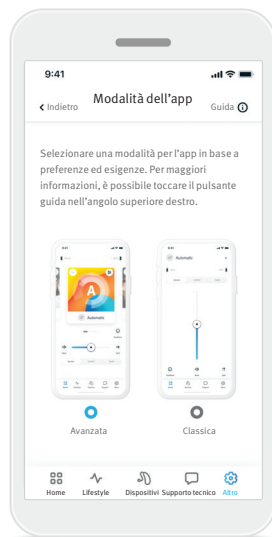 9:41
Indietro
Modalità dell'app
Guida
Selezionare una modalità per l'app in base a
preferenze ed esigenze. Per maggiori
informazioni, è possibile toccare il pulsante
guida nell'angolo superiore destro.
Automatic
Automatic
Avanzata
Classica
Home
Lifestyle
Dispositivi
Supporto tecnico
Altro